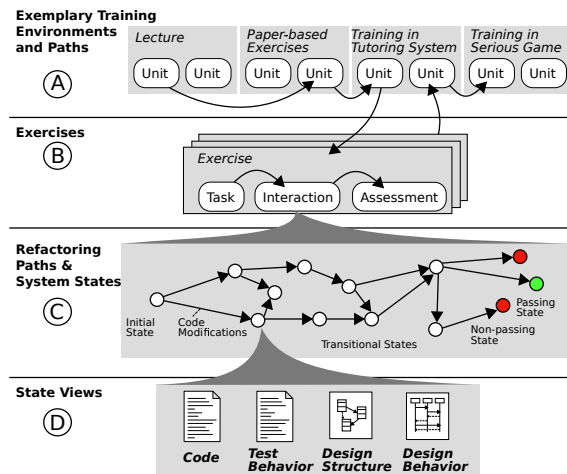 Exemplary Training
Environments
and Paths
A
Lecture
Paper-based
Exercises
Training in
Tutoring System
Training in
Serious Game
Unit Unit Unit Unit Unit Unit Unit Unit
Exercises
B
Exercise
Task Interaction Assessment
Refactoring
Paths &
System States
C
Initial
State
Code
Modifications
Transitional States
Passing
State
Non-passing
State
State Views
D
Code
Test
Behavior
Design
Structure
Design
Behavior